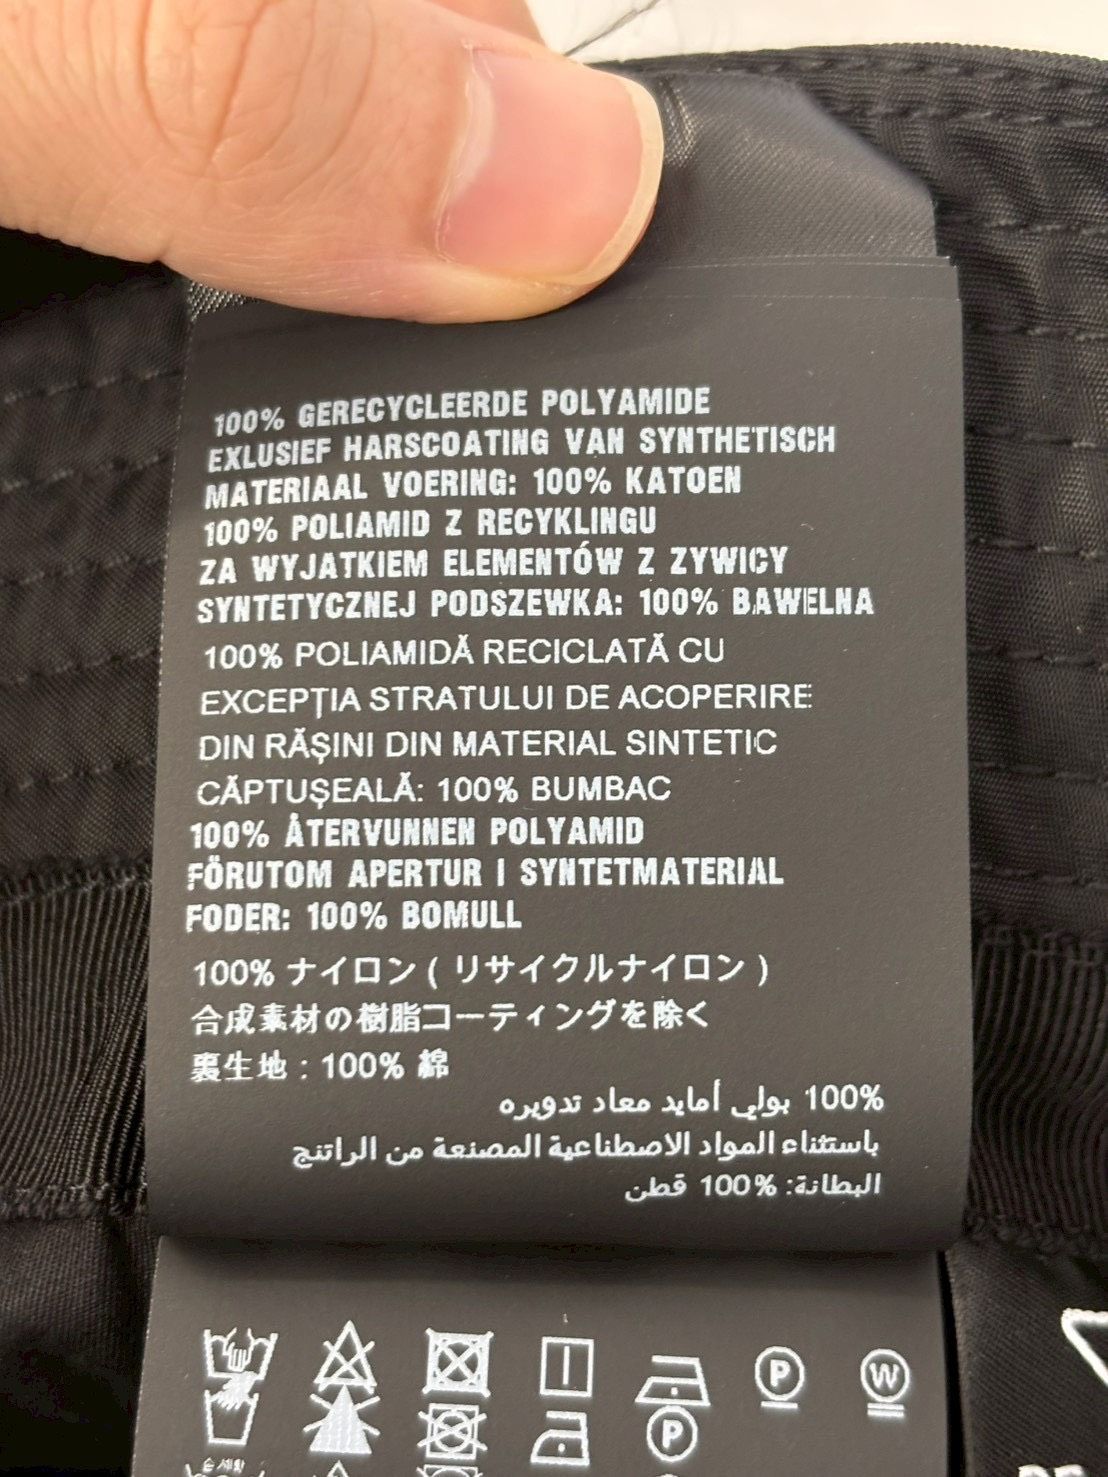 100% GERECYCLEERDE POLYAMIDE
EXLUSIEF HARSCOATING VAN SYNTHETISCH
MATERIAAL VOERING: 100% KATOEN
100% POLIAMID Z RECYKLINGU
ZA WYJATKIEM ELEMENTÓW Z ZYWICY
SYNTETYCZNEJ PODSZEWKA: 100% BAWELNA
100% POLIAMIDĂ RECICLATĂ CU
EXCEPȚIA STRATULUI DE ACOPERIRE
DIN RĂȘINI DIN MATERIAL SINTETIC
CĂPTUȘEALĂ: 100% BUMBAC
100% ÅTERVUNNEN POLYAMID
FÖRUTOM APERTUR I SYNTETMATERIAL
FODER: 100% BOMULL
100% ナイロン ( リサイクルナイロン )
合成素材の樹脂コーティングを除く
裏生地 : 100% 綿
100% بولي أمايد معاد تدويره
باستثناء المواد الاصطناعية المصنعة من الراتنج
البطانة: 100% قطن
P W
P
손세탁